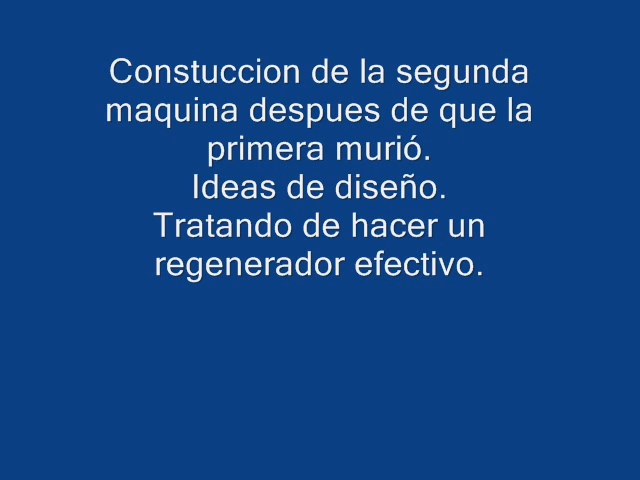 Constuccion de la segunda
maquina despues de que la
primera murió.
Ideas de diseño.
Tratando de hacer un
regenerador efectivo.